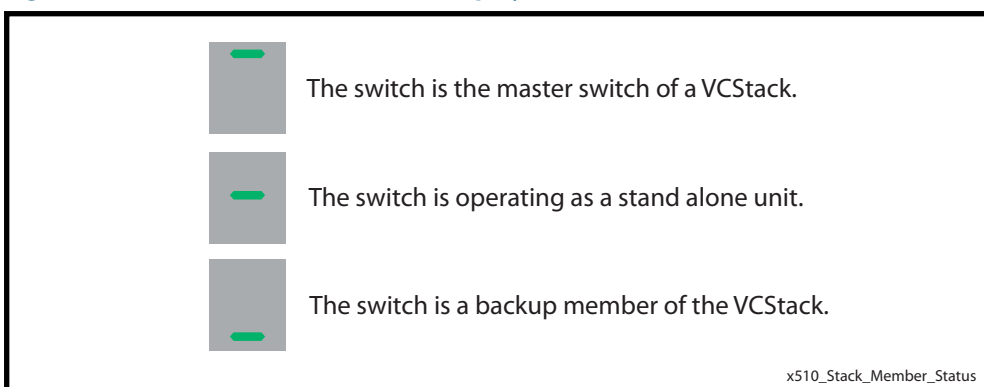 The switch is the master switch of a VCStack.
The switch is operating as a stand alone unit.
The switch is a backup member of the VCStack.
x510_Stack_Member_Status